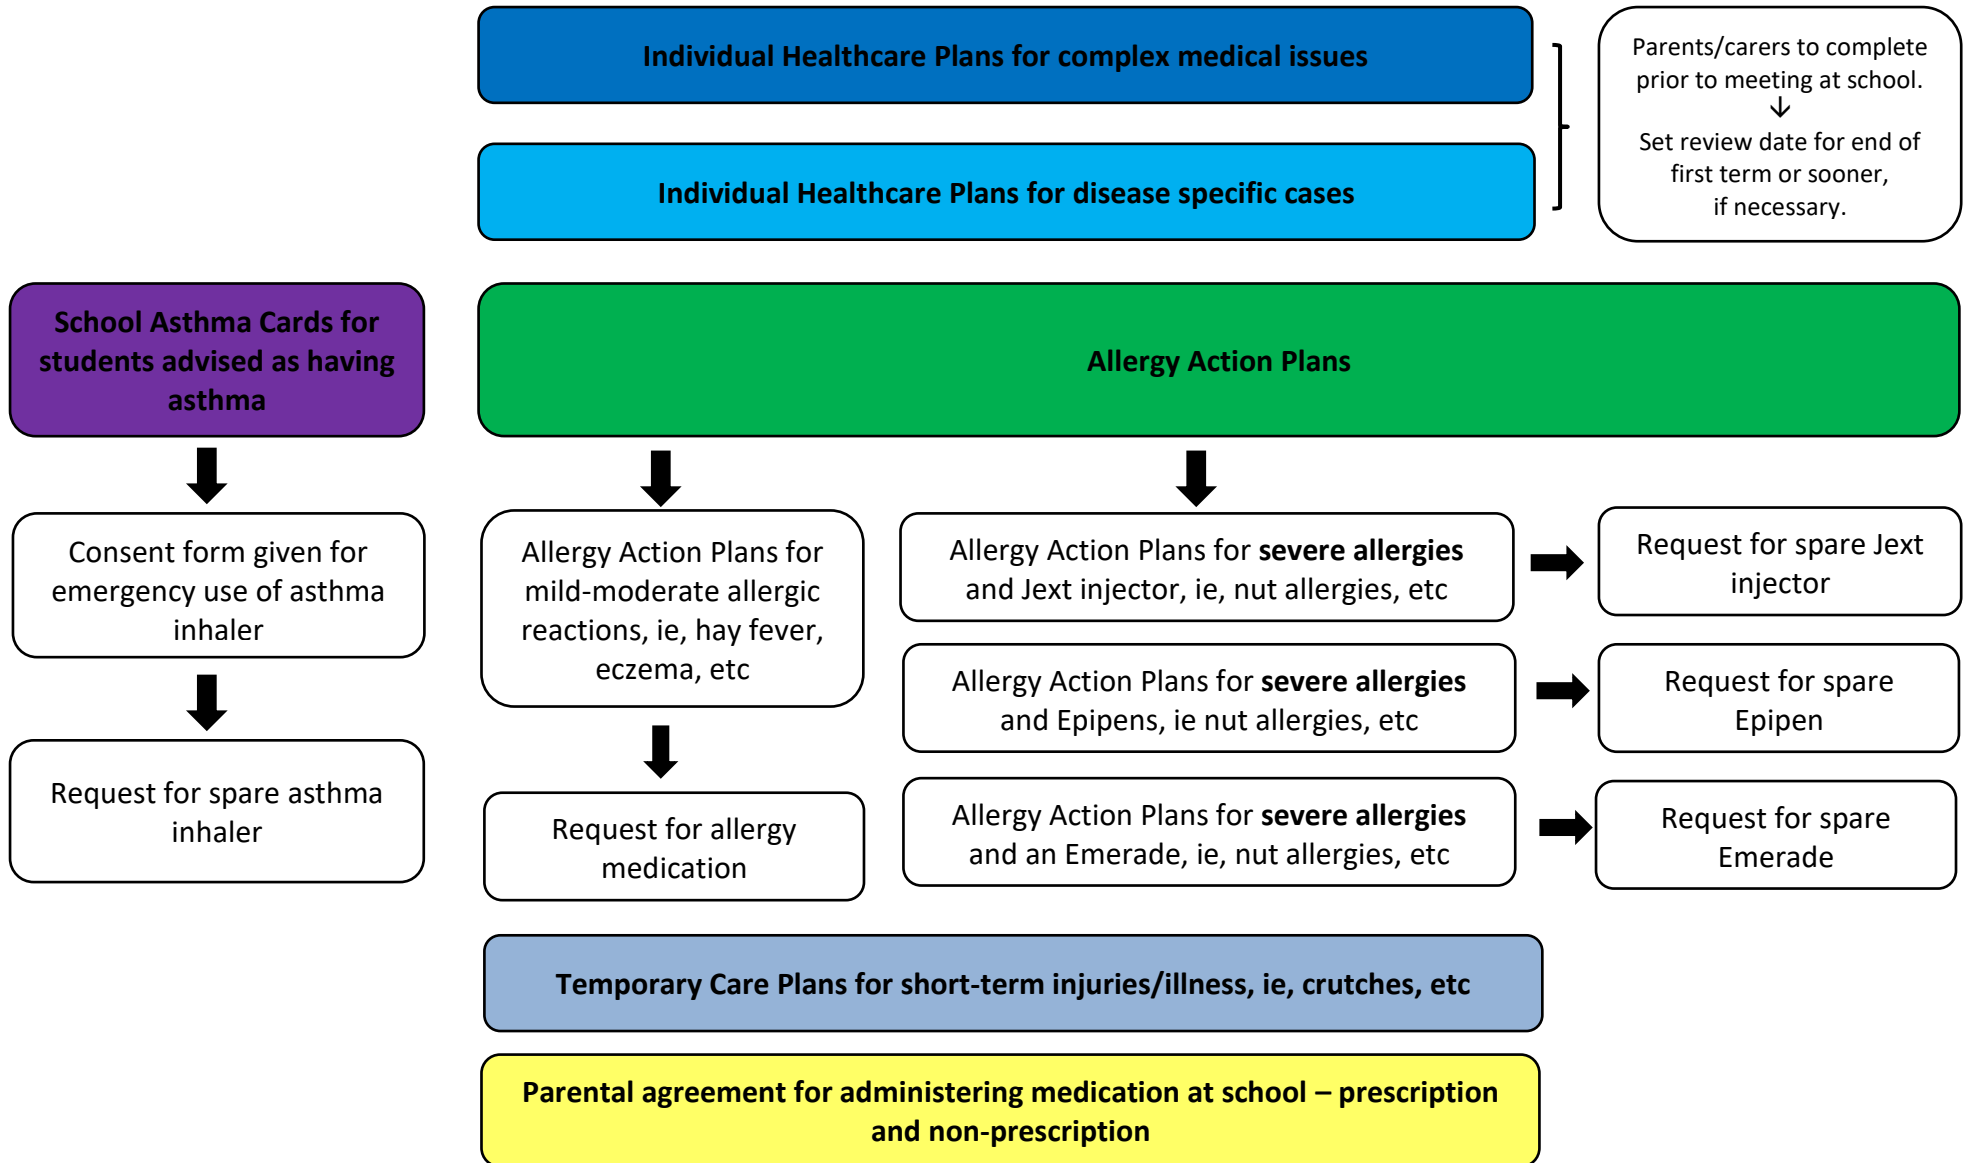 Individual Healthcare Plans for complex medical issues
Parents/carers to complete
prior to meeting at school.
↓
Set review date for end of
first term or sooner,
if necessary.
Individual Healthcare Plans for disease specific cases
School Asthma Cards for
students advised as having
asthma
Allergy Action Plans
Consent form given for
emergency use of asthma
inhaler
Request for spare asthma
inhaler
Allergy Action Plans for
mild-moderate allergic
reactions, ie, hay fever,
eczema, etc
Request for allergy
medication
Allergy Action Plans for severe allergies
and Jext injector, ie, nut allergies, etc
Request for spare Jext
injector
Allergy Action Plans for severe allergies
and Epipens, ie nut allergies, etc
Request for spare
Epipen
Allergy Action Plans for severe allergies
and an Emerade, ie, nut allergies, etc
Request for spare
Emerade
Temporary Care Plans for short-term injuries/illness, ie, crutches, etc
Parental agreement for administering medication at school – prescription
and non-prescription